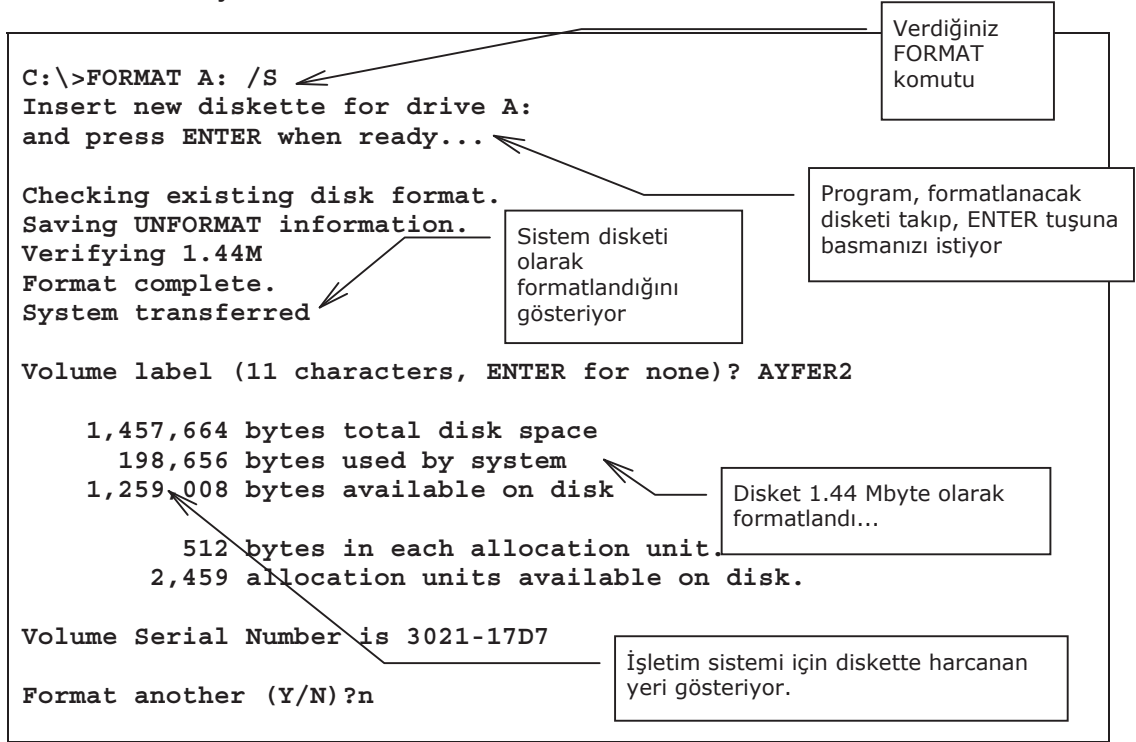 Verdiğiniz
FORMAT
komutu
C:\>FORMAT A: /S
Insert new diskette for drive A:
and press ENTER when ready...
Program, formatlanacak
disketi takıp, ENTER tuşuna
basmanızı istiyor
Checking existing disk format.
Saving UNFORMAT information.
Verifying 1.44M
Format complete.
System transferred
Sistem disketi
olarak
formatlandığını
gösteriyor
Volume label (11 characters, ENTER for none)? AYFER2
1,457,664 bytes total disk space
198,656 bytes used by system
1,259,008 bytes available on disk
Disket 1.44 Mbyte olarak
formatlandı...
512 bytes in each allocation unit.
2,459 allocation units available on disk.
Volume Serial Number is 3021-17D7
İşletim sistemi için diskette harcanan
yeri gösteriyor.
Format another (Y/N)?n